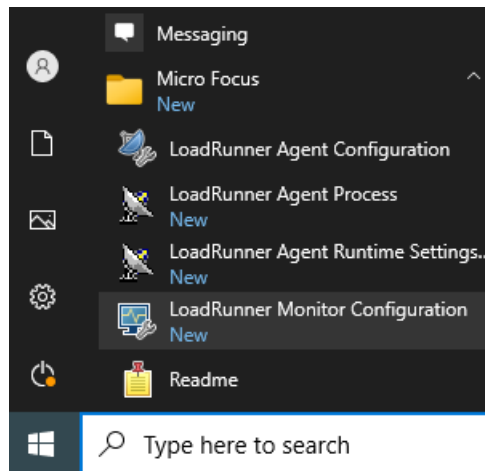 Messaging
Micro Focus
New
LoadRunner Agent Configuration
LoadRunner Agent Process
New
LoadRunner Agent Runtime Settings..
New
LoadRunner Monitor Configuration
New
Readme
Type here to search